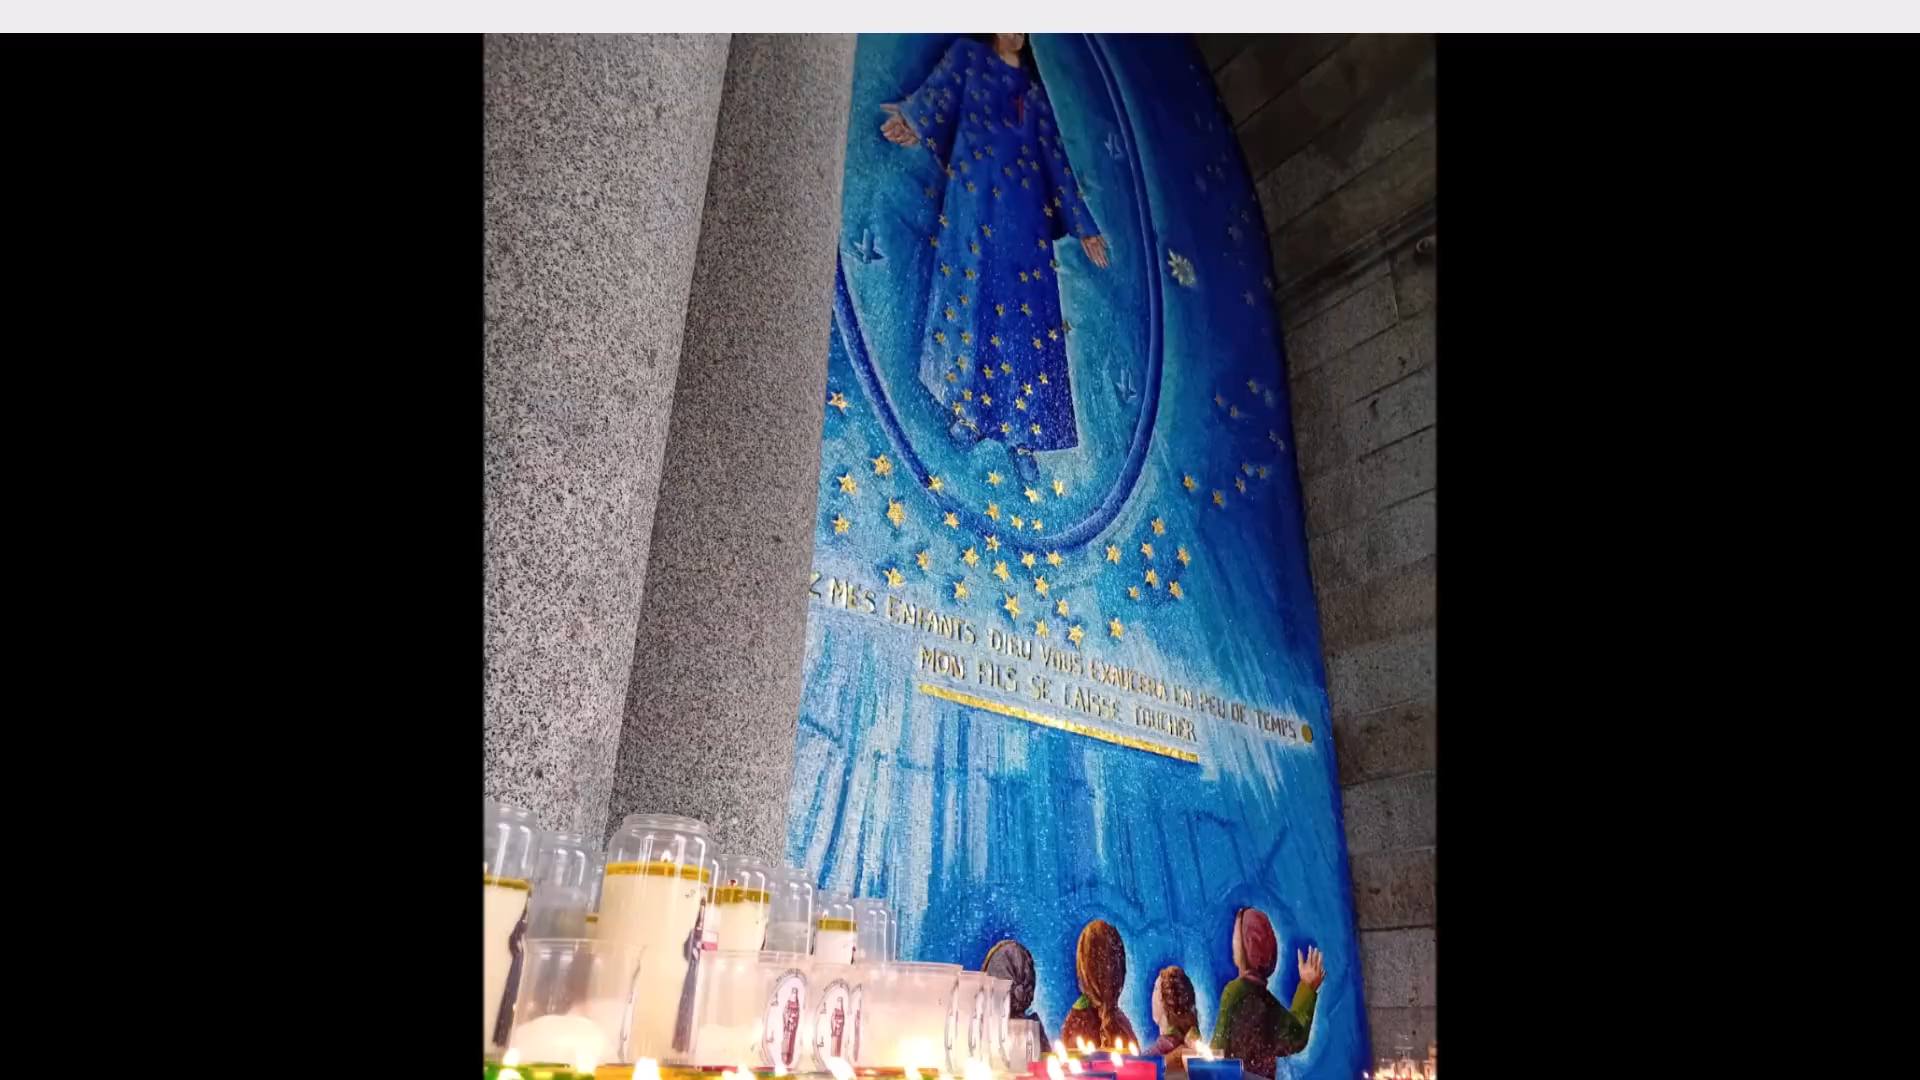 Z MES ENFANTS DIEU VOUS EXAUCERA EN PEU DE TEMPS
MON FILS SE LAISSE TOUCHER